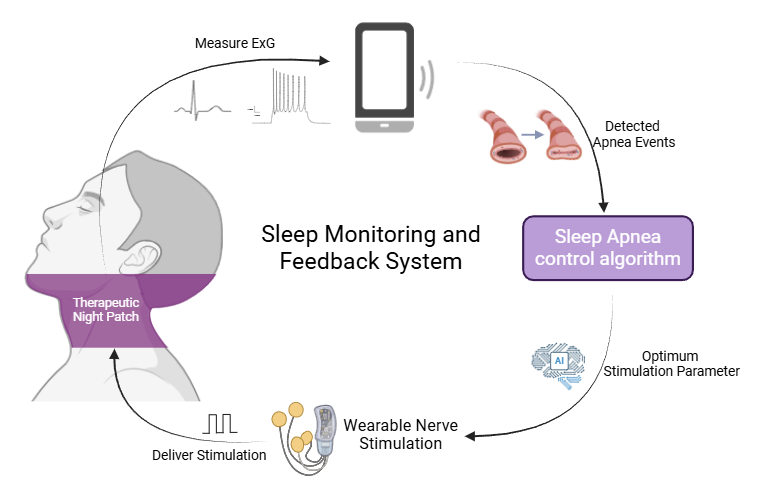 Measure ExG
Detected
Apnea Events
Sleep Monitoring and
Feedback System
Sleep Apnea
control algorithm
Therapeutic
Night Patch
AI
Optimum
Stimulation Parameter
Wearable Nerve
Stimulation
Deliver Stimulation